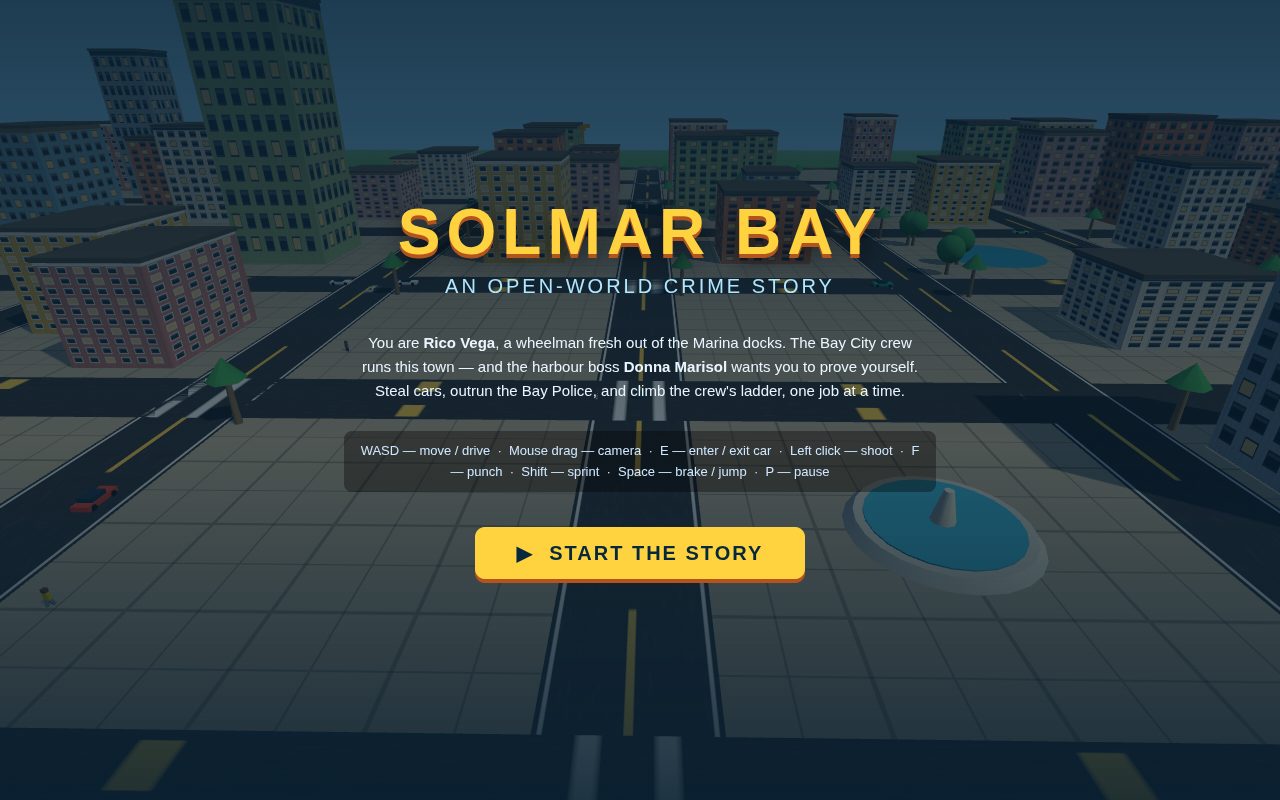 SOLMAR BAY
AN OPEN-WORLD CRIME STORY
You are Rico Vega, a wheelman fresh out of the Marina docks. The Bay City crew
runs this town — and the harbour boss Donna Marisol wants you to prove yourself.
Steal cars, outrun the Bay Police, and climb the crew's ladder, one job at a time.
WASD — move / drive · Mouse drag — camera · E — enter / exit car · Left click — shoot · F
— punch · Shift — sprint · Space — brake / jump · P — pause
▶ START THE STORY